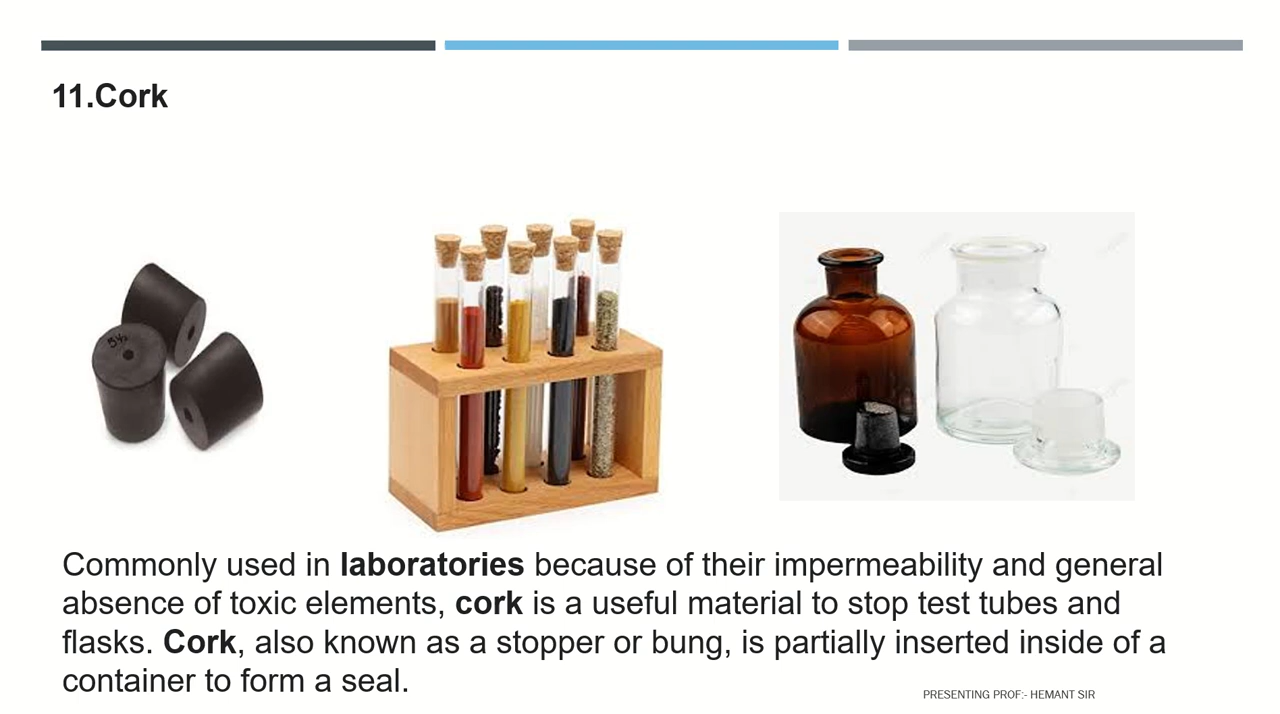 11.Cork
Commonly used in laboratories because of their impermeability and general
absence of toxic elements, cork is a useful material to stop test tubes and
flasks. Cork, also known as a stopper or bung, is partially inserted inside of a
container to form a seal.
PRESENTING PROF:- HEMANT SIR